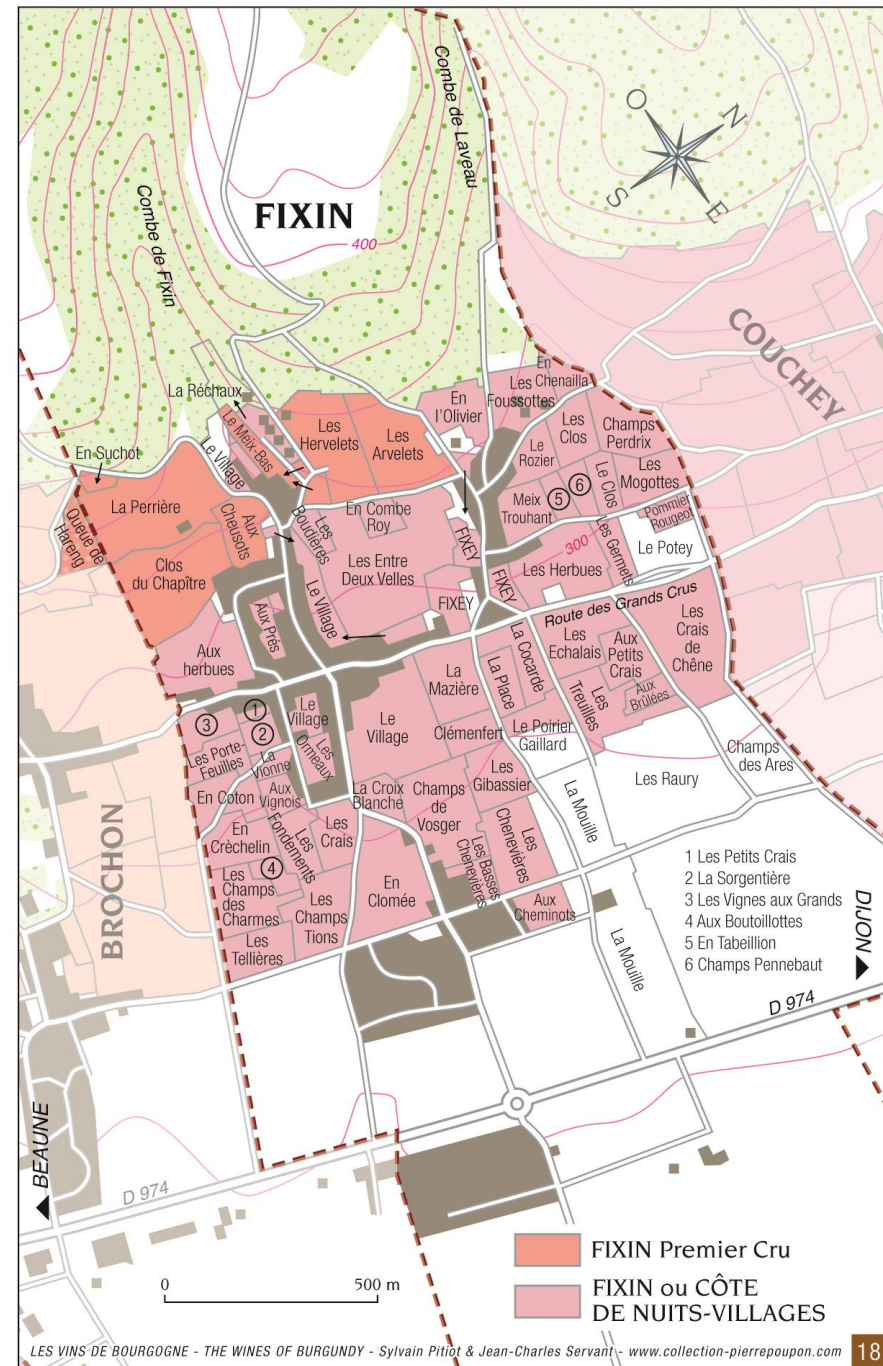 Combe de Laveau
O
N
S
E
FIXIN
400
Combe de Fixin
COUCHEY
La Réchaux
En
Chenailla
Les
Foussottes
En
l'Olivier
Le Meix-Bas
Les
Hervelets
Les
Arvelets
Les
Clos
Champs
Perdrix
En Suchot
Le Village
Le
Rozier
Les
Mogottes
La Perrière
Aux
Cheusots
Les
Boudières
En Combe
Roy
Meix
Trouhant
5
6
Le Clos
Pommier
Rougeot
Queue de
Hareng
Clos
du Chapître
Les Entre
Deux Velles
FIXEY
300
Les Germets
Le Potey
Les Herbues
FIXEY
FIXEY
Le Village
Aux Prés
Route des Grands Crus
Aux
herbues
La
Mazière
La Place
La Cocarde
Les
Echalais
Aux
Petits
Crais
Les
Crais
de
Chêne
Les
Treuilles
Aux
Brûlées
3
1
2
Le
Village
Les
Ormeaux
Le
Village
Clémenfert
Le Poirier
Gaillard
Les Porte-
Feuilles
La
Vionne
Champs
des Ares
En Coton
Aux
Vignois
La Croix
Blanche
Champs
de
Vosger
Les
Gibassier
La Mouille
Les Raury
En
Crèchelin
Les
Fondements
Les
Crais
Les Basses
Chenevières
Les
Chenevières
4
Les
Champs
des
Charmes
Les
Champs
Tions
En
Clomée
Aux
Cheminots
BROCHON
Les
Tellières
La Mouille
1 Les Petits Crais
2 La Sorgentière
3 Les Vignes aux Grands
4 Aux Boutoillottes
5 En Tabeillion
6 Champs Pennebaut
DIJON
D 974
BEAUNE
D 974
0 500 m
FIXIN Premier Cru
FIXIN ou CÔTE
DE NUITS-VILLAGES
LES VINS DE BOURGOGNE - THE WINES OF BURGUNDY - Sylvain Pitiot & Jean-Charles Servant - www.collection-pierrepoupon.com
18